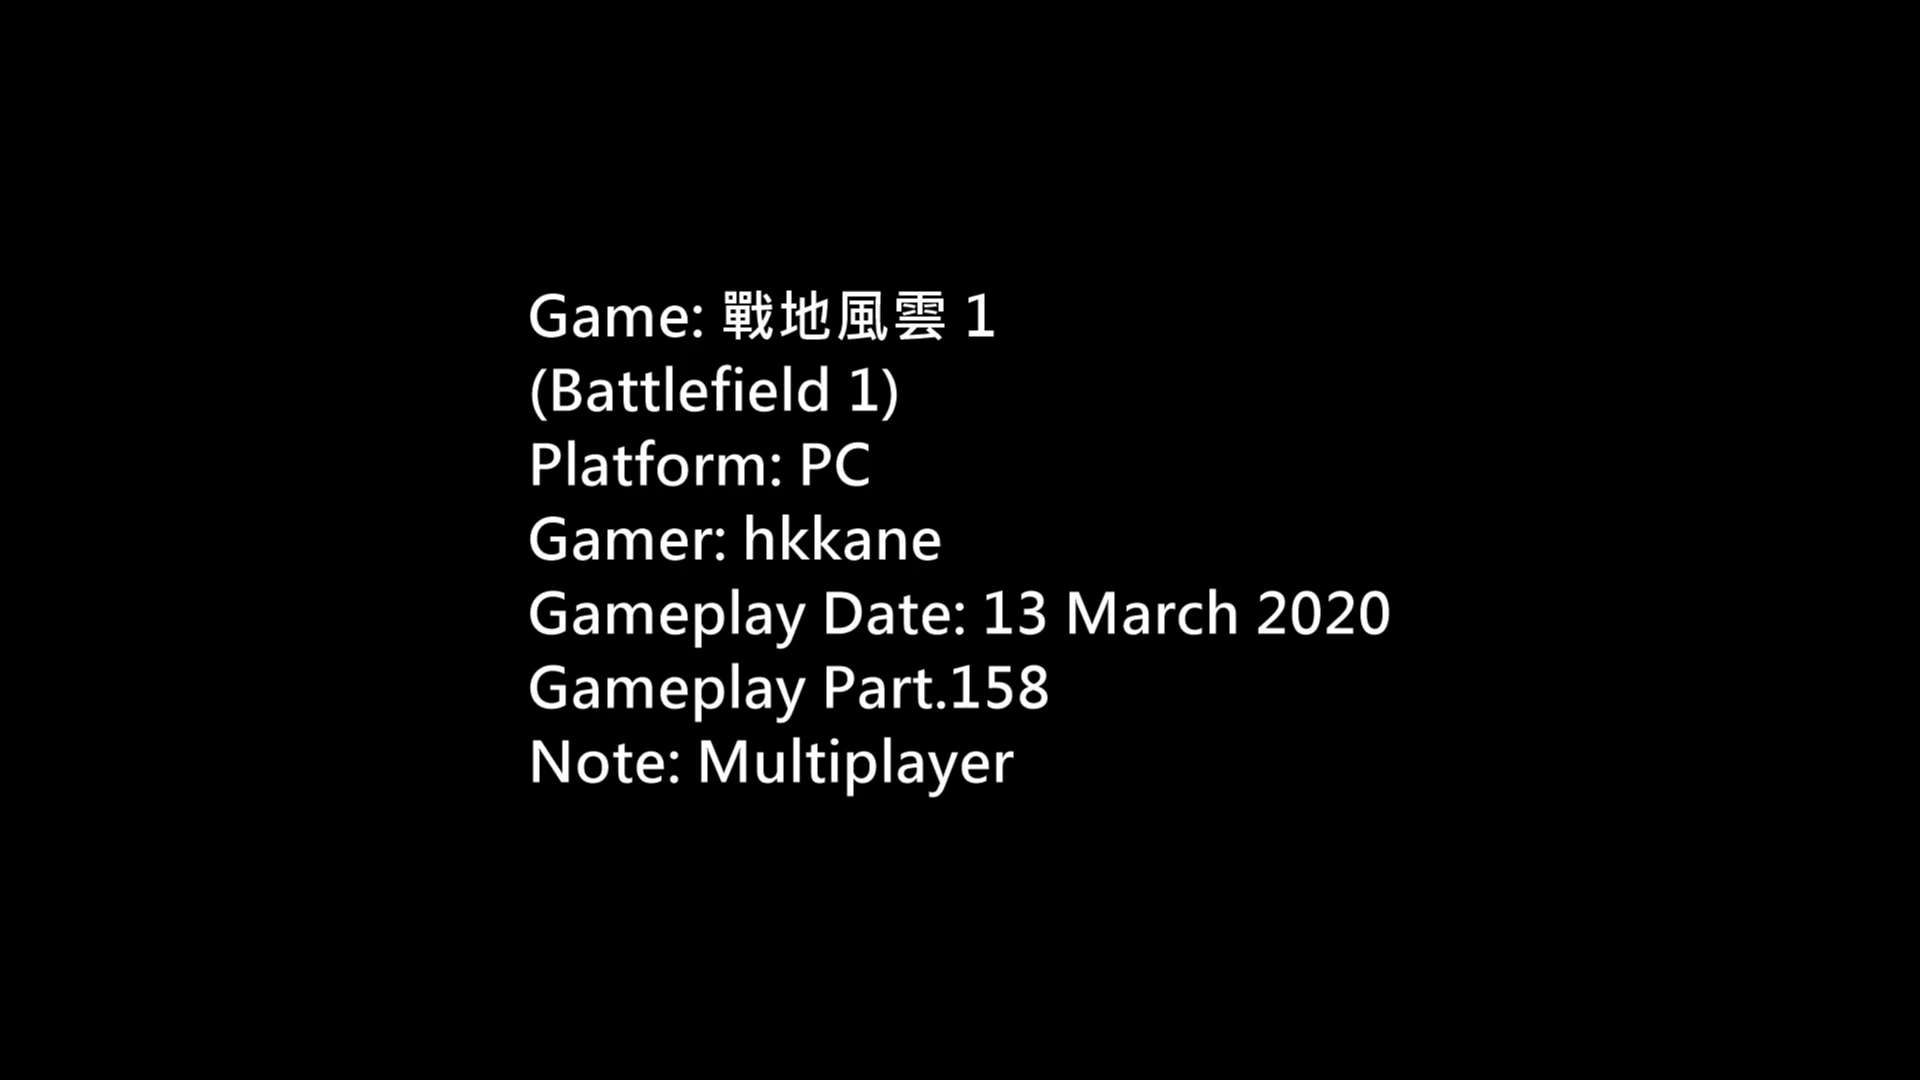 Game: 戰地風雲 1
(Battlefield 1)
Platform: PC
Gamer: hkkane
Gameplay Date: 13 March 2020
Gameplay Part.158
Note: Multiplayer